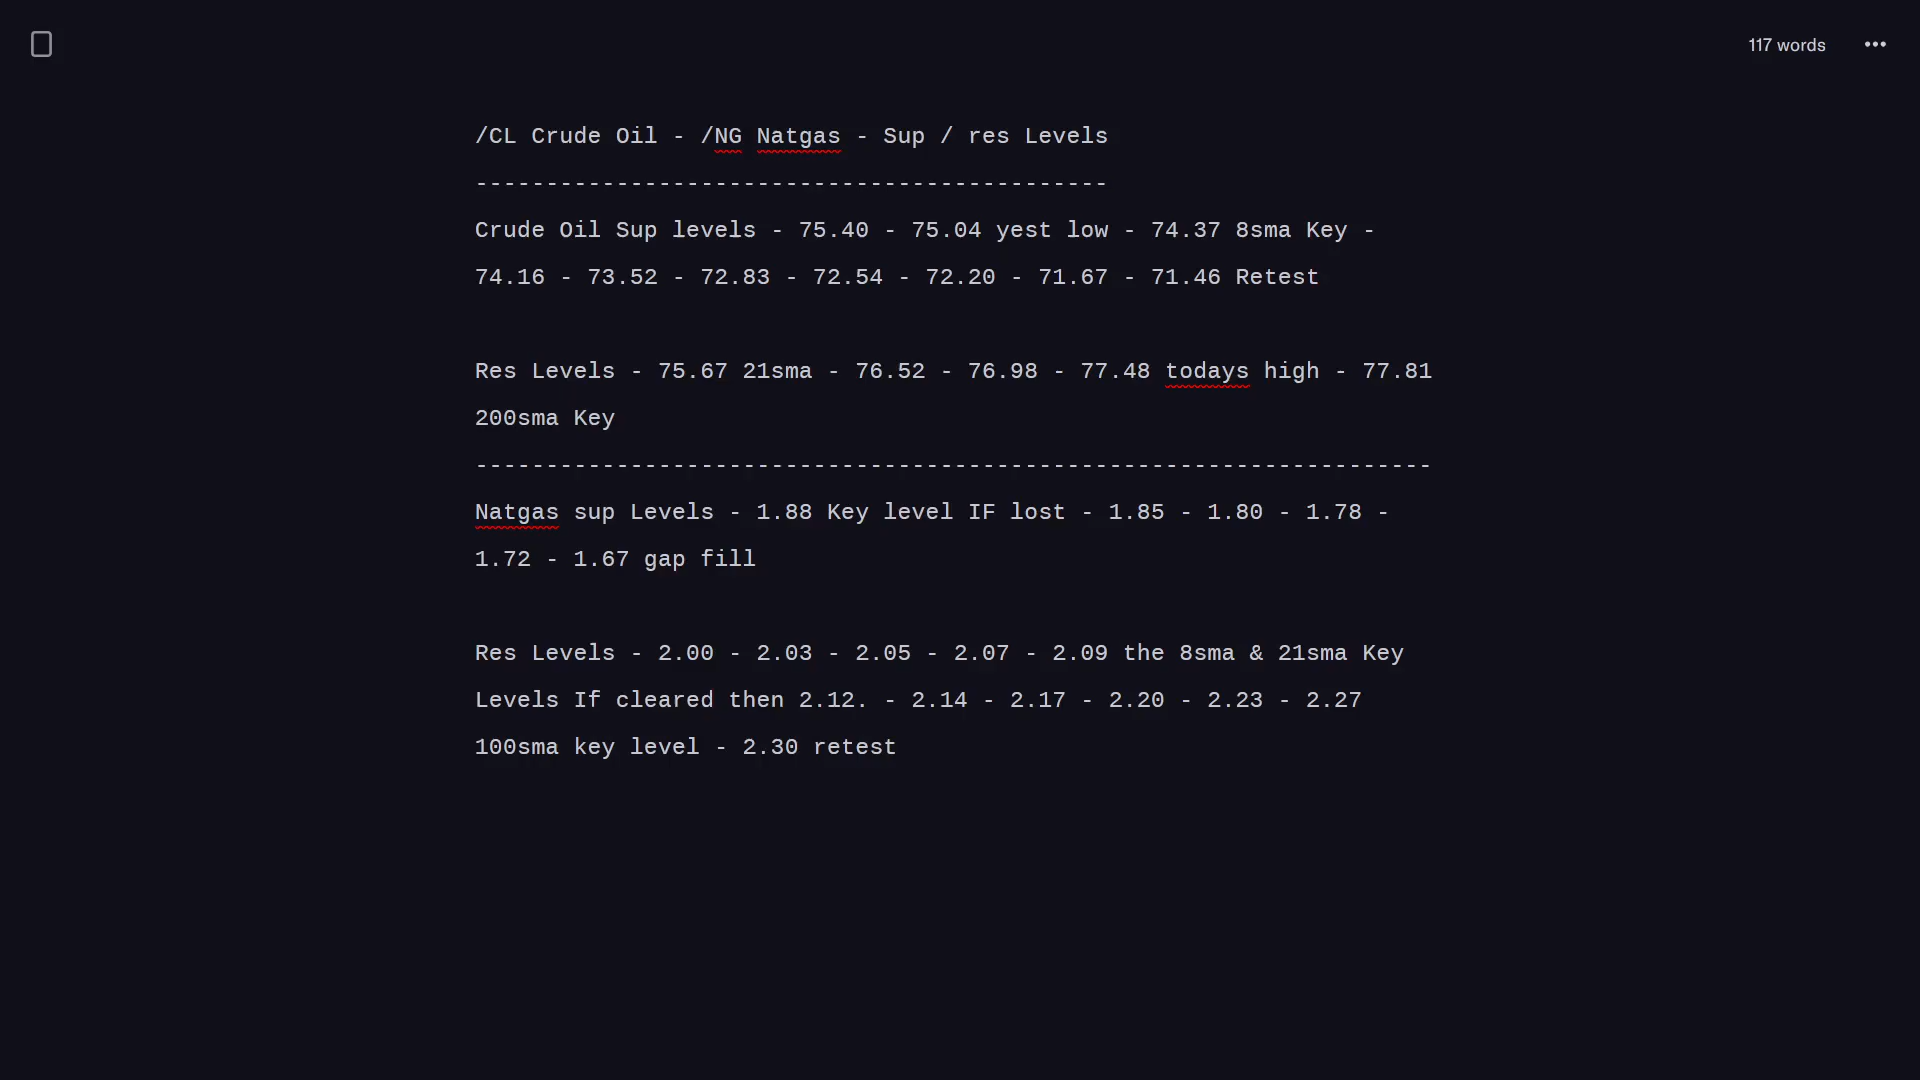 117 words
/CL Crude Oil - /NG Natgas - Sup / res Levels
---------------------------------------------
Crude Oil Sup levels - 75.40 - 75.04 yest low - 74.37 8sma Key -
74.16 - 73.52 - 72.83 - 72.54 - 72.20 - 71.67 - 71.46 Retest
Res Levels - 75.67 21sma - 76.52 - 76.98 - 77.48 todays high - 77.81
200sma Key
--------------------------------------------------------------------
Natgas sup Levels - 1.88 Key level IF lost - 1.85 - 1.80 - 1.78 -
1.72 - 1.67 gap fill
Res Levels - 2.00 - 2.03 - 2.05 - 2.07 - 2.09 the 8sma & 21sma Key
Levels If cleared then 2.12. - 2.14 - 2.17 - 2.20 - 2.23 - 2.27
100sma key level - 2.30 retest